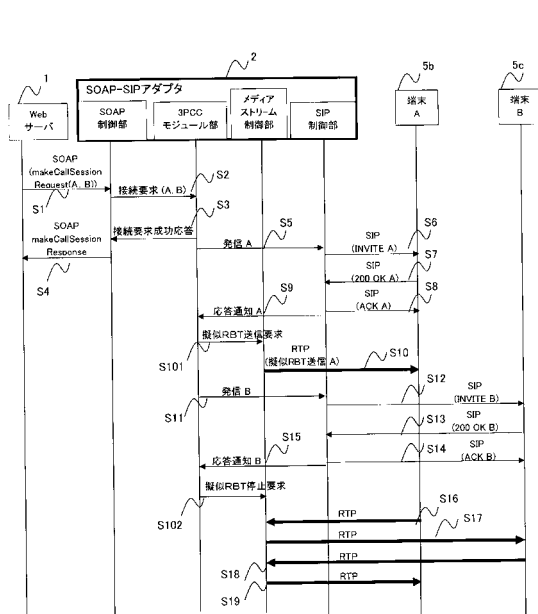 2
1
5b
5c
SOAP-SIPアダプタ
Web
サーバ
SOAP
制御部
3PCC
モジュール部
メディア
ストリーム
制御部
SIP
制御部
端末
A
端末
B
SOAP
(makeCallSession
Request(A, B))
S1
接続要求 (A, B)
S2
S3
接続要求成功応答
SOAP
makeCallSession
Response
S4
発信 A
S5
SIP
(INVITE A)
S6
S7
SIP
(200 OK A)
S8
SIP
(ACK A)
S9
応答通知 A
擬似RBT送信要求
S101
RTP
(擬似RBT送信 A)
S10
発信 B
S11
S12
SIP
(INVITE B)
S13
SIP
(200 OK B)
S14
SIP
(ACK B)
S15
応答通知 B
擬似RBT停止要求
S102
S16
RTP
S17
RTP
RTP
S18
RTP
S19